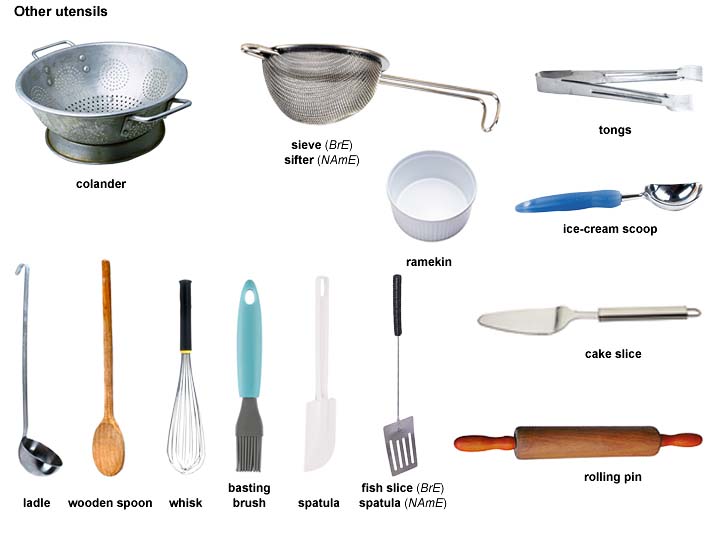 Other utensils
colander
sieve (BrE)
sifter (NAmE)
tongs
ice-cream scoop
ramekin
cake slice
rolling pin
ladle
wooden spoon
whisk
basting
brush
spatula
fish slice (BrE)
spatula (NAmE)